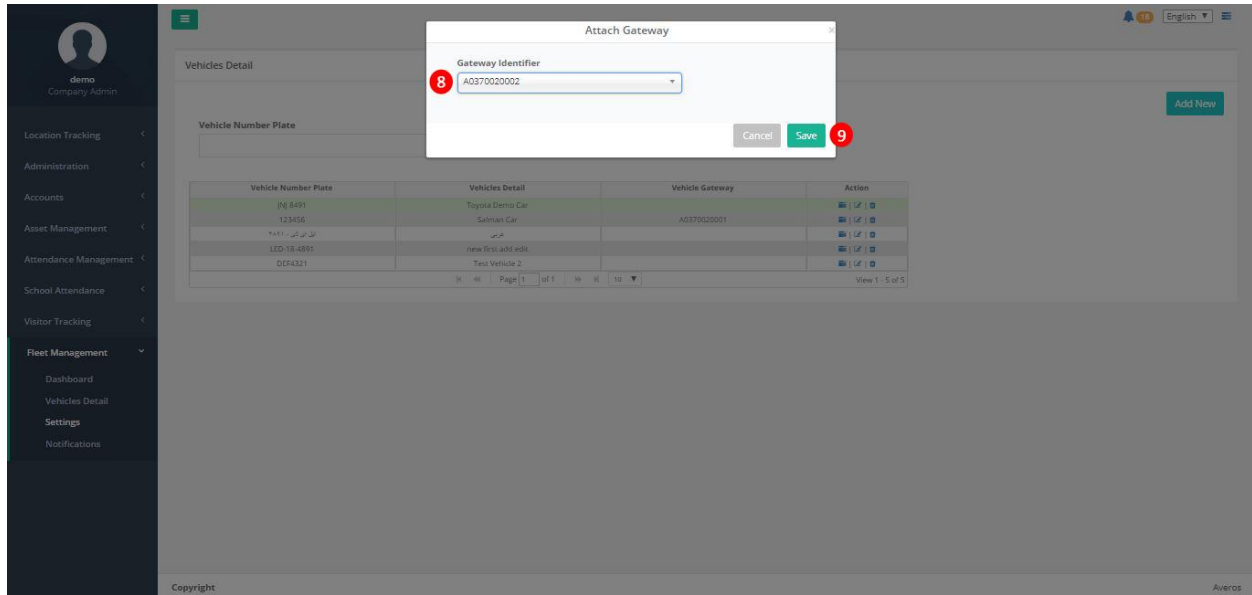 18 English
demo
Company Admin
Location Tracking
Administration
Accounts
Asset Management
Attendance Management
School Attendance
Visitor Tracking
Fleet Management
Dashboard
Vehicles Detail
Settings
Notifications
Attach Gateway ×
Gateway Identifier
8 A0370020002
Cancel Save 9
Vehicles Detail
Add New
Vehicle Number Plate
Vehicle Number Plate Vehicles Detail Vehicle Gateway Action
JNJ-8491 Toyota Demo Car
123456 Salman Car A0370020001
عربی
LED-18-4891 new first add edit
DEF4321 Test Vehicle 2
Page 1 of 1 10 View 1 - 5 of 5
Copyright Averos